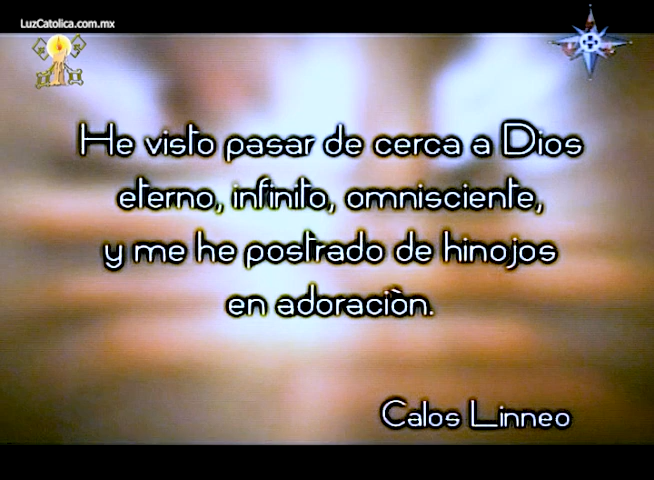 LuzCatolica.com.mx
He visto pasar de cerca a Dios
eterno, infinito, omnisciente,
y me he postrado de hinojos
en adoraciòn.
Calos Linneo